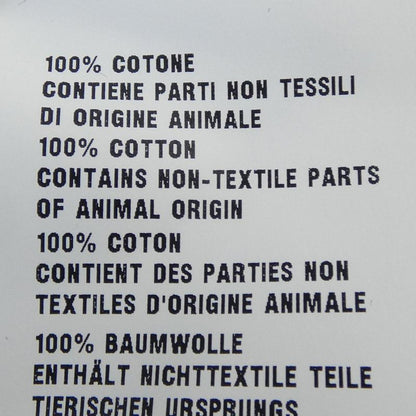 100% COTONE
CONTIENE PARTI NON TESSILI
DI ORIGINE ANIMALE
100% COTTON
CONTAINS NON-TEXTILE PARTS
OF ANIMAL ORIGIN
100% COTON
CONTIENT DES PARTIES NON
TEXTILES D'ORIGINE ANIMALE
100% BAUMWOLLE
ENTHÄLT NICHTTEXTILE TEILE
TIERISCHEN URSPRUNGS